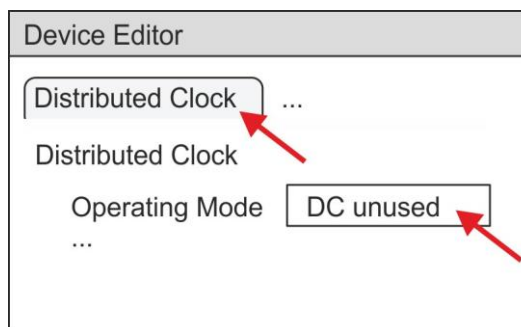 Device Editor
Distributed Clock ...
Distributed Clock
Operating Mode DC unused
...